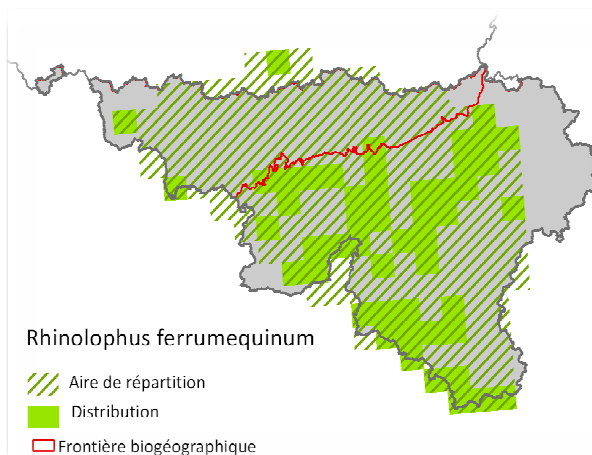 Rhinolophus ferrumequinum
Aire de répartition
Distribution
Frontière biogéographique